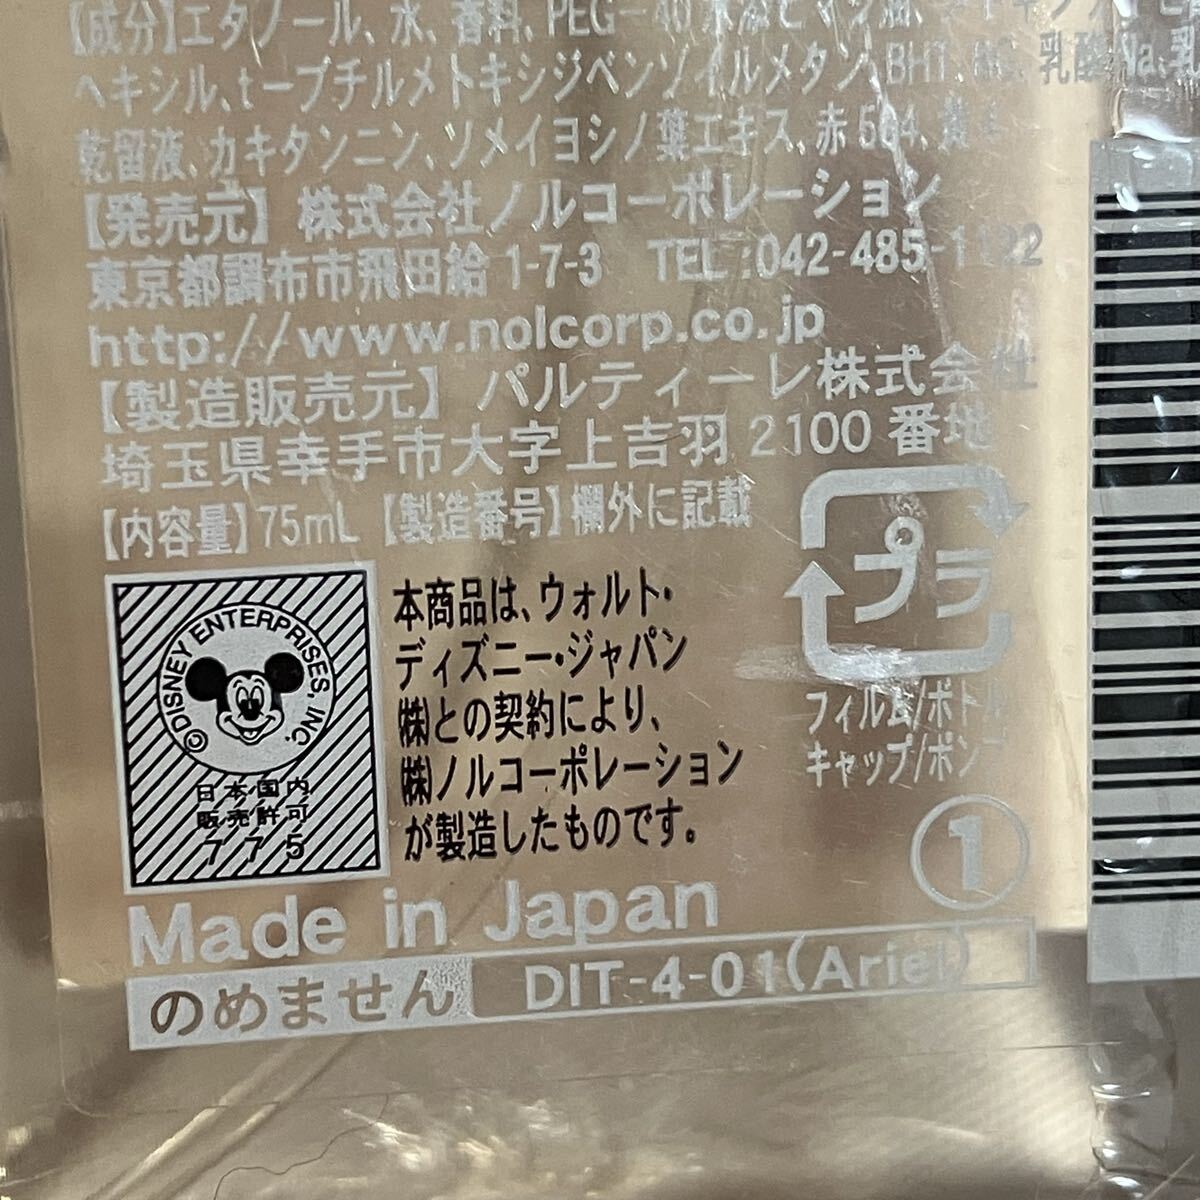 【成分】エタノール、水、香料、PEG-40
ヘキシル、t-ブチルメトキシジベンゾイルメタン、BHT、BG、乳酸Na、乳
乾留液、カキタンニン、ソメイヨシノ葉エキス、赤504、黄4
【発売元】株式会社ノルコーポレーション
東京都調布市飛田給 1-7-3 TEL:042-485-1122
http://www.nolcorp.co.jp
【製造販売元】パルティーレ株式会社
埼玉県幸手市大字上吉羽 2100 番地
【内容量】75mL 【製造番号】欄外に記載
プラ
フィルム/ボトル
キャップ/ポンプ
©DISNEY ENTERPRISES, INC.
日本国内
販売許可
775
本商品は、ウォルト・
ディズニー・ジャパン
㈱との契約により、
㈱ノルコーポレーション
が製造したものです。
1
Made in Japan
のめません DIT-4-01(Ariel)